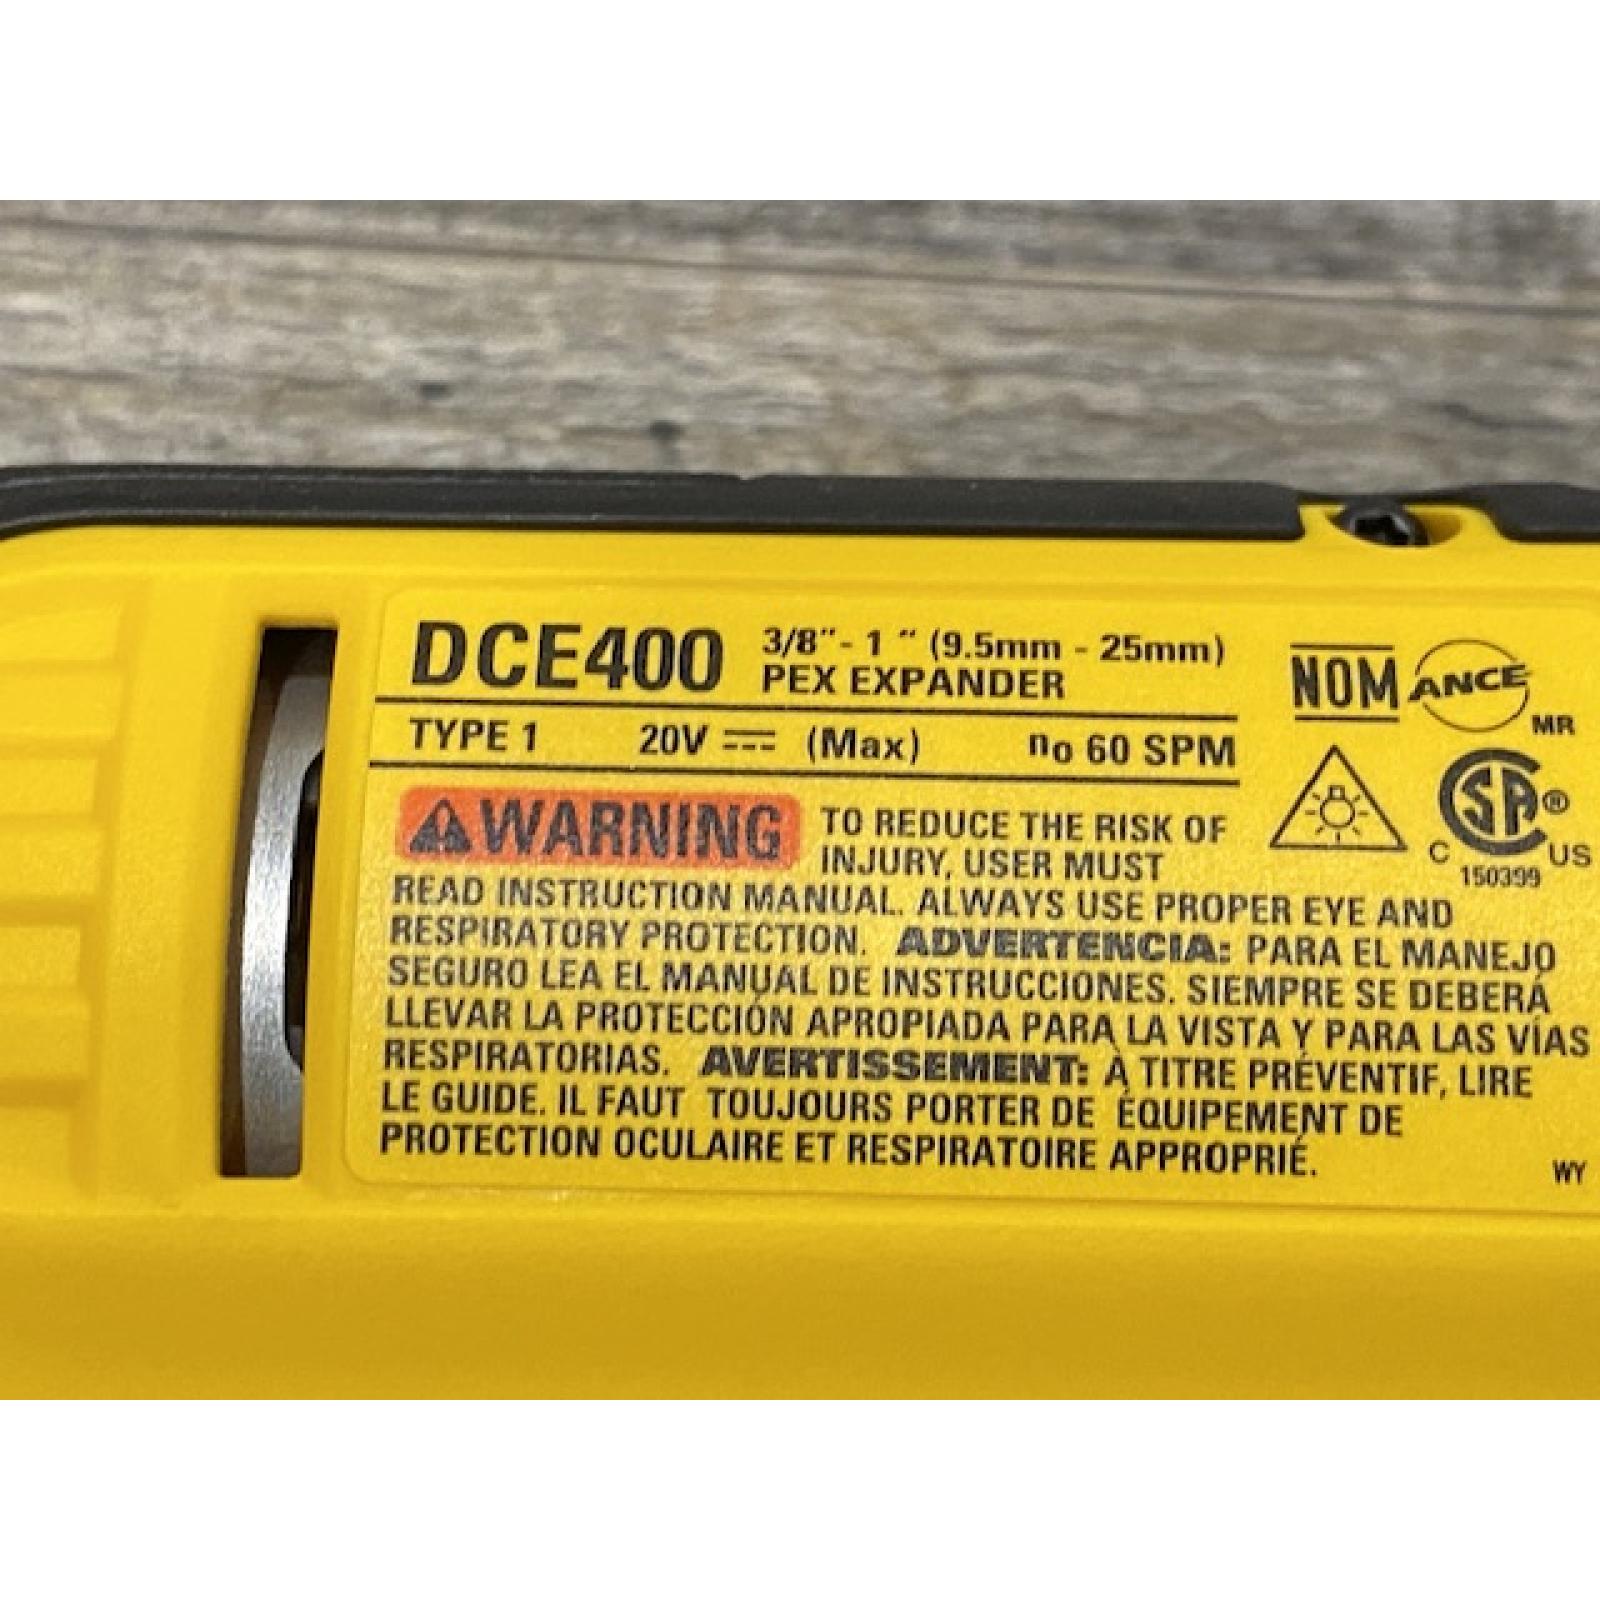 DCE400 3/8" - 1 " (9.5mm - 25mm)
PEX EXPANDER
TYPE 1 20V ⎓ (Max) no 60 SPM
NOM ANCE
MR
CSA®
C US
150399
WARNING TO REDUCE THE RISK OF
INJURY, USER MUST
READ INSTRUCTION MANUAL. ALWAYS USE PROPER EYE AND
RESPIRATORY PROTECTION. ADVERTENCIA: PARA EL MANEJO
SEGURO LEA EL MANUAL DE INSTRUCCIONES. SIEMPRE SE DEBERÁ
LLEVAR LA PROTECCIÓN APROPIADA PARA LA VISTA Y PARA LAS VÍAS
RESPIRATORIAS. AVERTISSEMENT: À TITRE PRÉVENTIF, LIRE
LE GUIDE. IL FAUT TOUJOURS PORTER DE ÉQUIPEMENT DE
PROTECTION OCULAIRE ET RESPIRATOIRE APPROPRIÉ.
WY